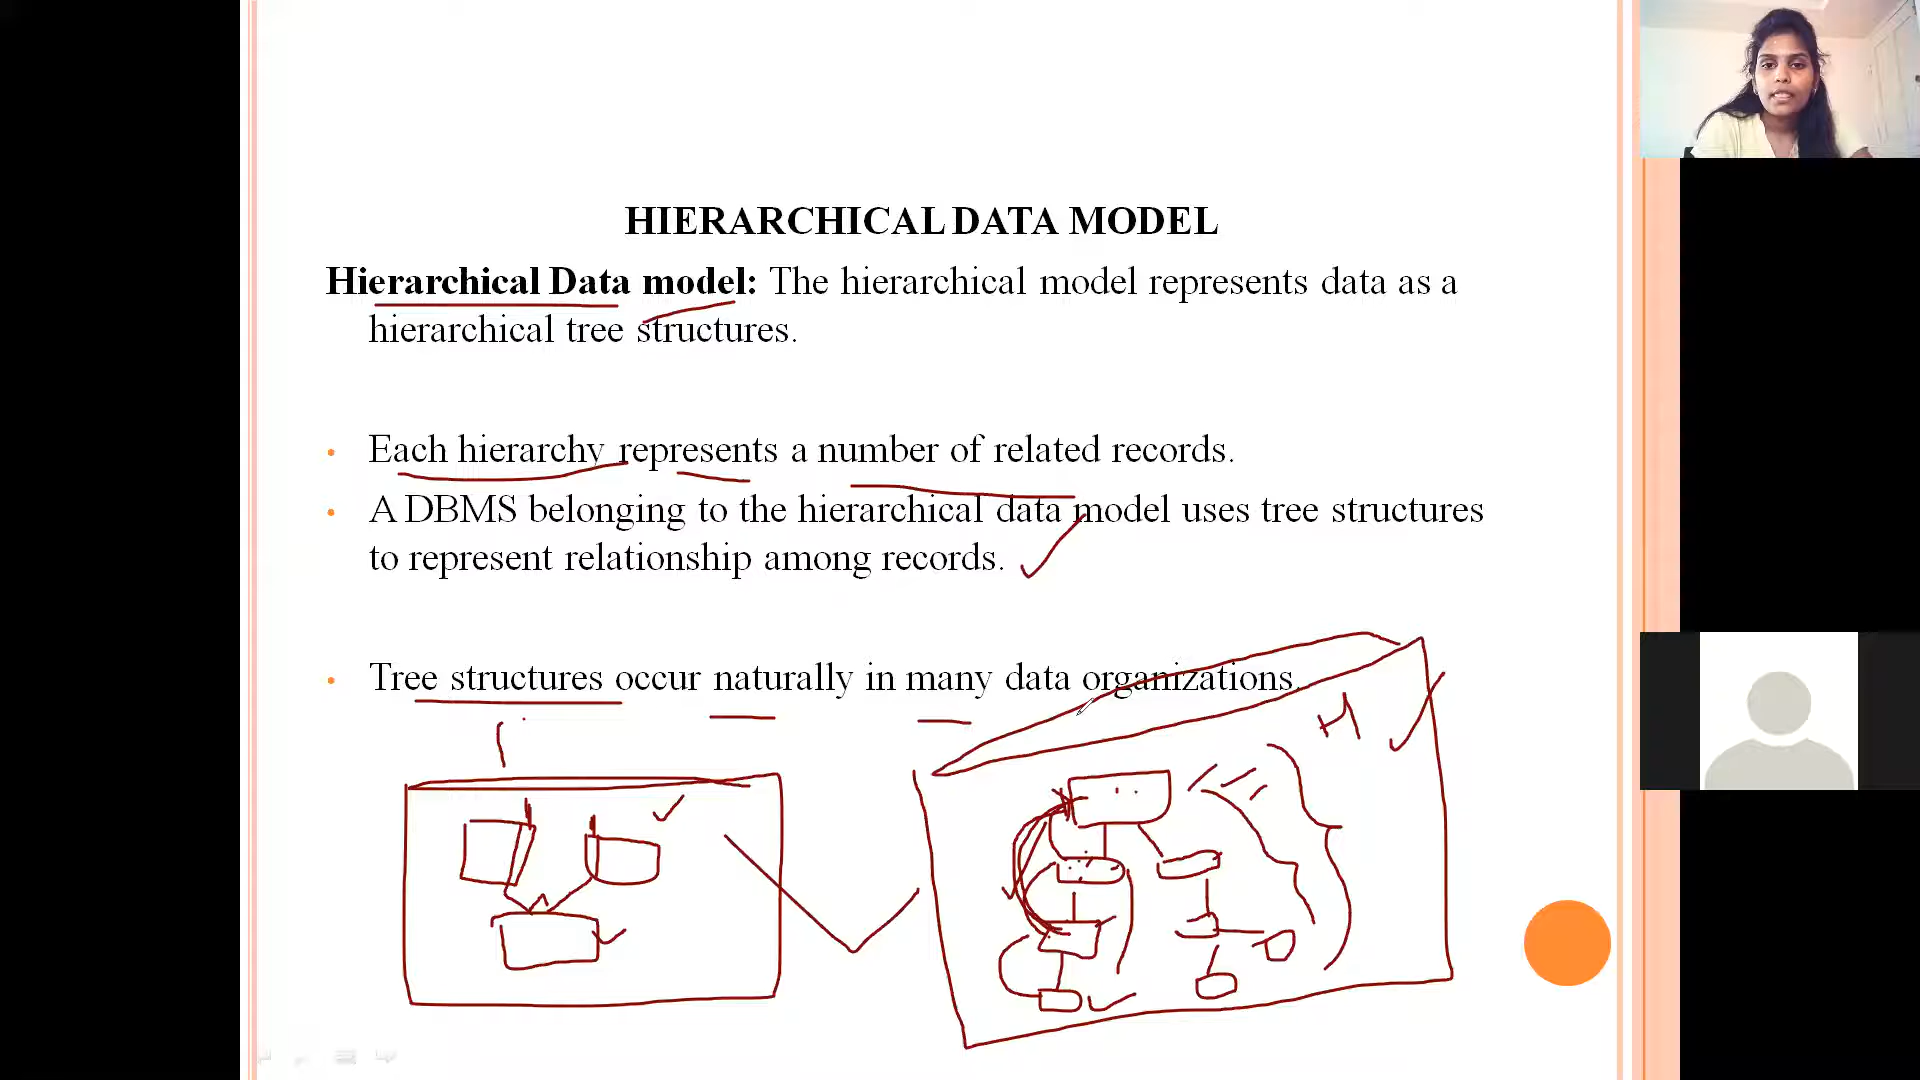 HIERARCHICAL DATA MODEL
Hierarchical Data model: The hierarchical model represents data as a
hierarchical tree structures.
• Each hierarchy represents a number of related records.
• A DBMS belonging to the hierarchical data model uses tree structures
to represent relationship among records.
• Tree structures occur naturally in many data organizations.
H